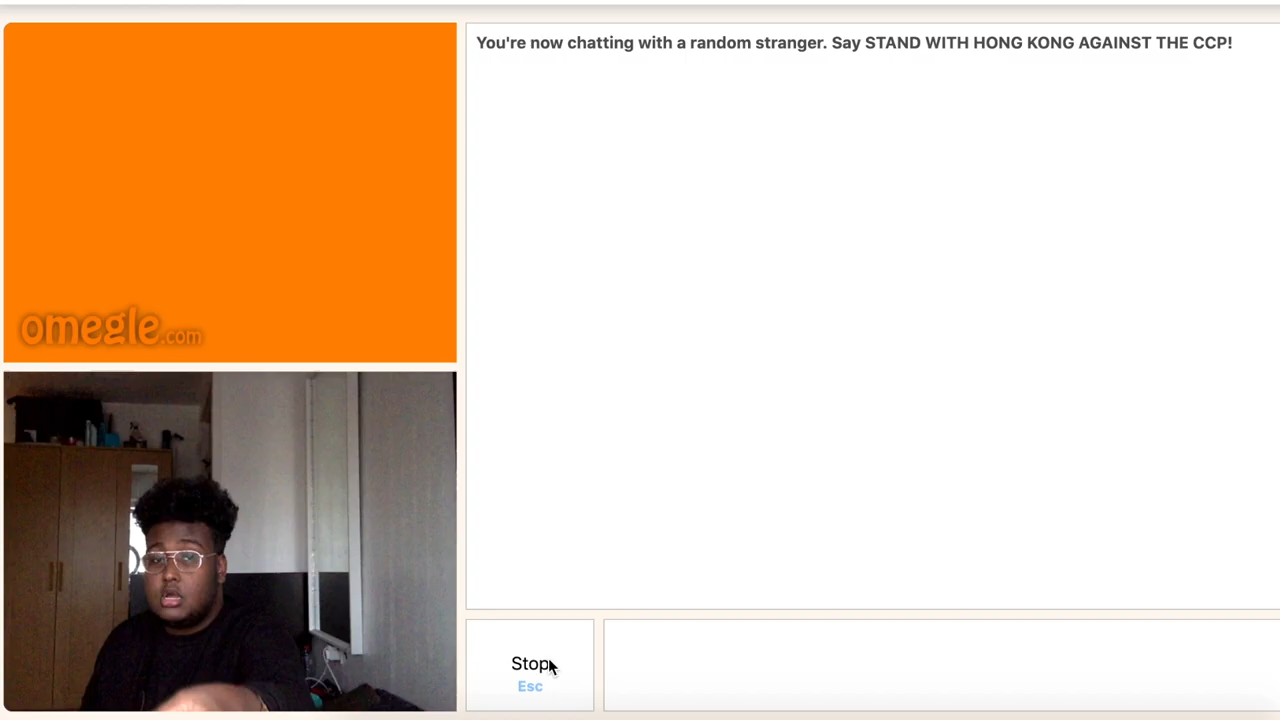 You're now chatting with a random stranger. Say STAND WITH HONG KONG AGAINST THE CCP!
omegle.com
Stop
Esc